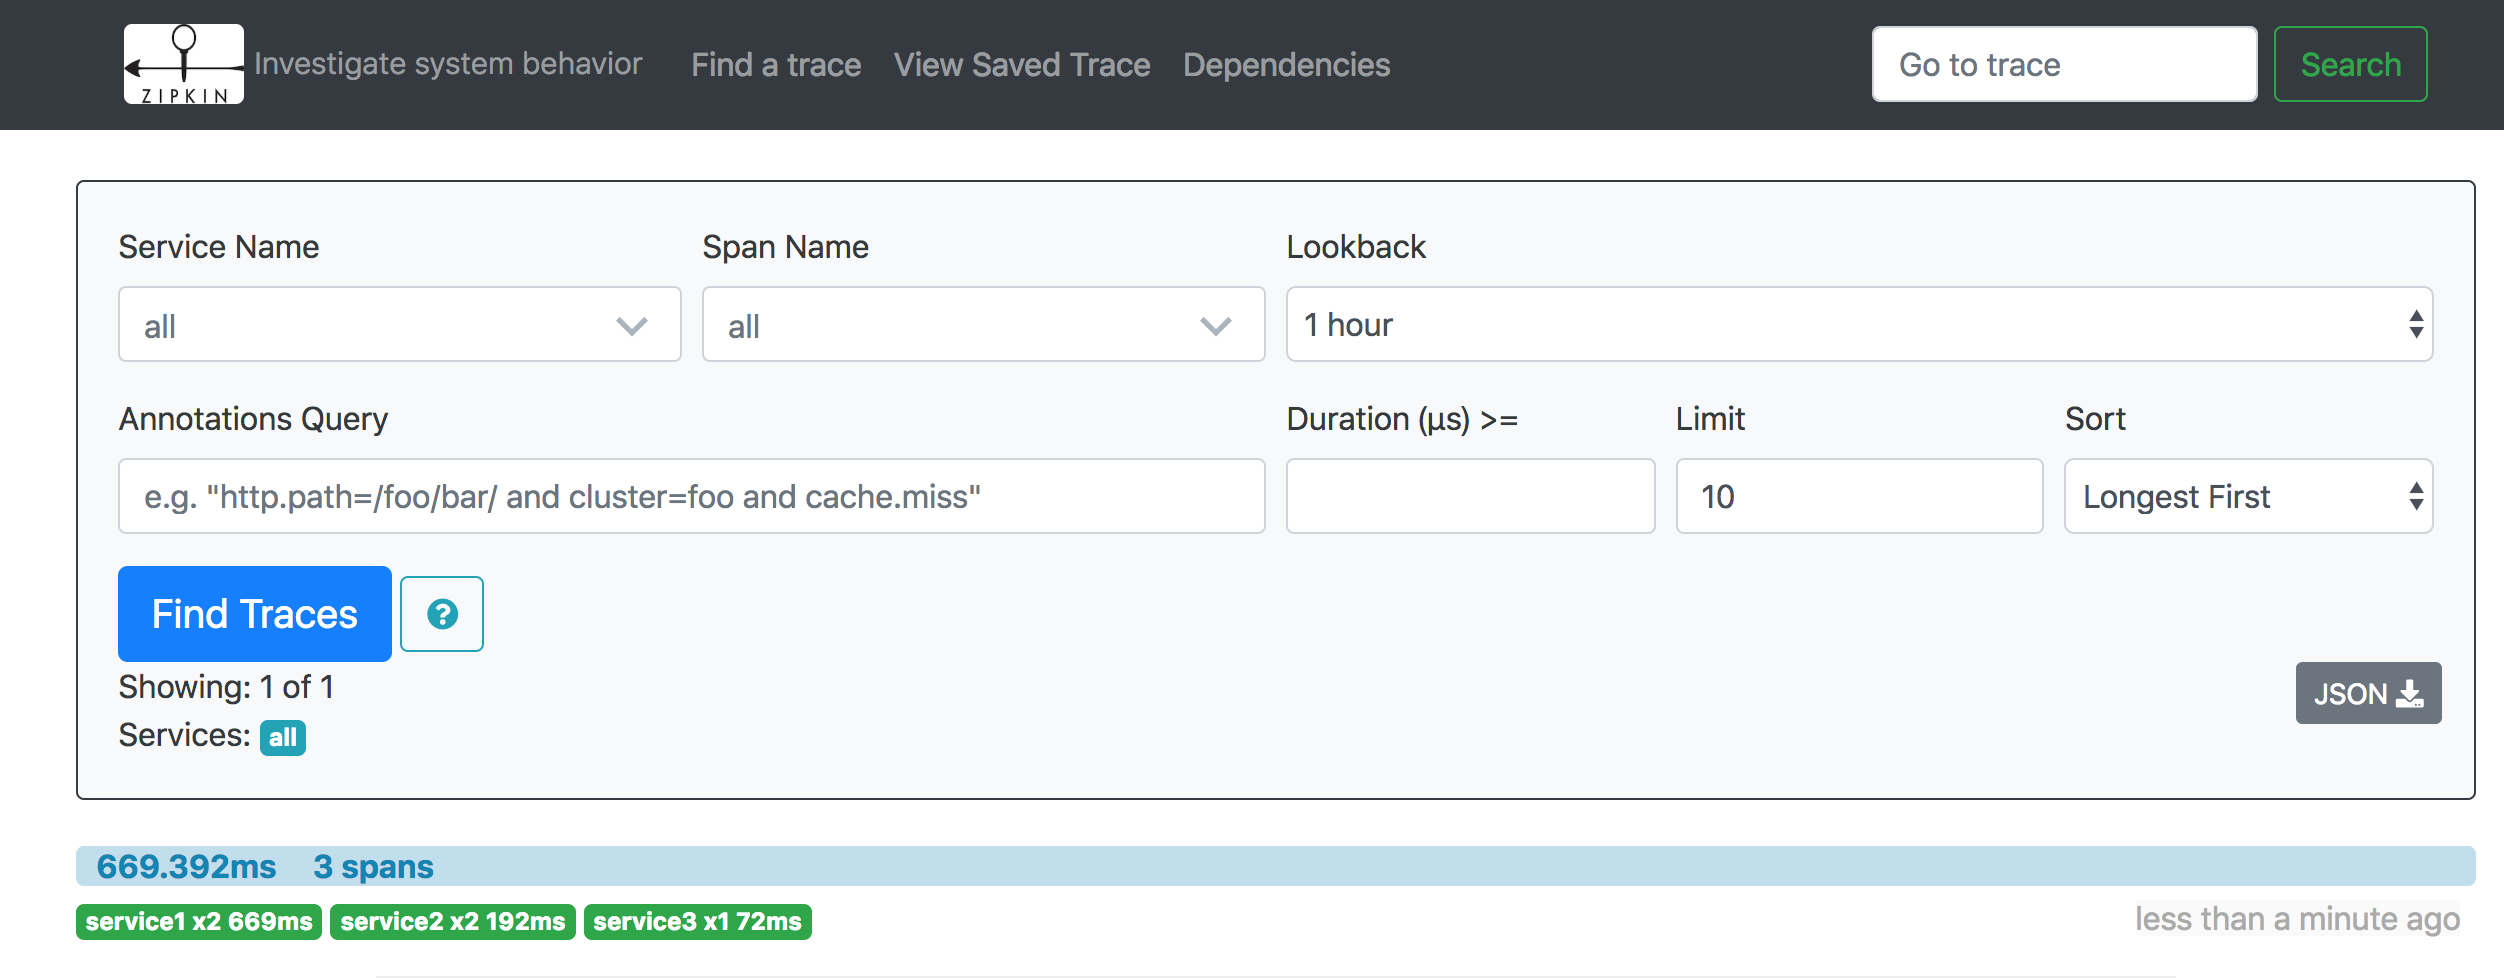 ZIPKIN Investigate system behavior Find a trace View Saved Trace Dependencies Go to trace Search
Service Name Span Name Lookback
all all 1 hour
Annotations Query Duration (μs) >= Limit Sort
e.g. "http.path=/foo/bar/ and cluster=foo and cache.miss" 10 Longest First
Find Traces ?
Showing: 1 of 1
JSON
Services: all
669.392ms 3 spans
service1 x2 669ms service2 x2 192ms service3 x1 72ms less than a minute ago